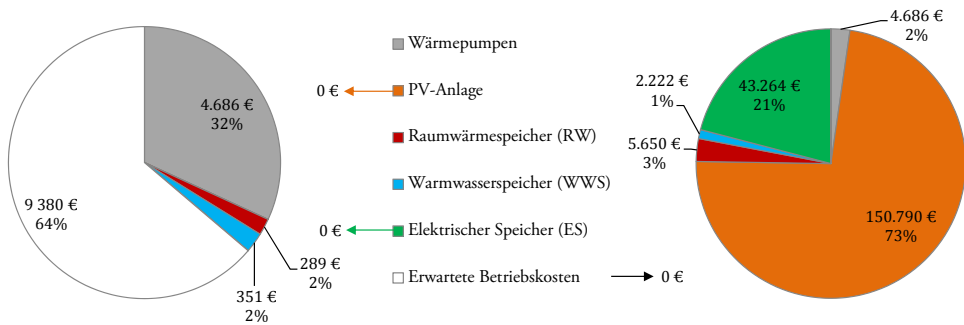 4.686 €
32%
289 €
2%
351 €
2%
9 380 €
64%
Wärmepumpen
0 €
PV-Anlage
Raumwärmespeicher (RW)
Warmwasserspeicher (WWS)
0 €
Elektrischer Speicher (ES)
Erwartete Betriebskosten
0 €
4.686 €
2%
43.264 €
21%
2.222 €
1%
5.650 €
3%
150.790 €
73%